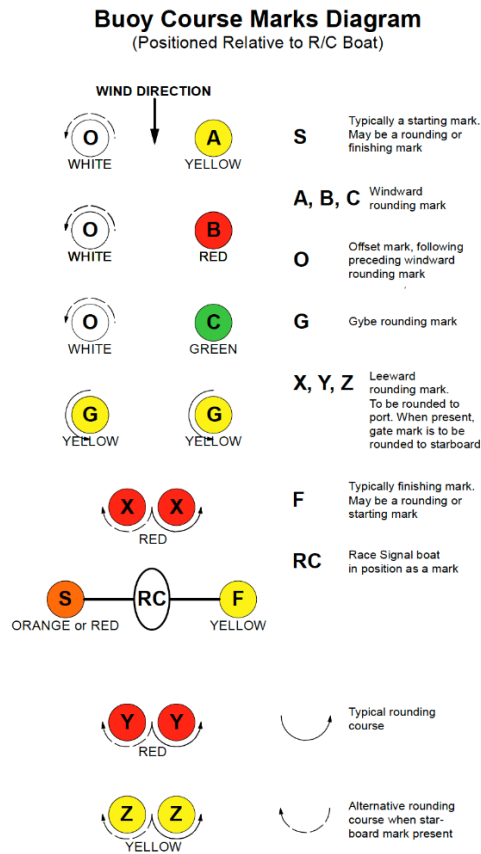 Buoy Course Marks Diagram
(Positioned Relative to R/C Boat)
WIND DIRECTION
O
WHITE
A
YELLOW
O
WHITE
B
RED
O
WHITE
C
GREEN
G
YELLOW
G
YELLOW
X X
RED
S
ORANGE or RED
RC
F
YELLOW
Y Y
RED
Z Z
YELLOW
S
Typically a starting mark.
May be a rounding or
finishing mark
A, B, C
Windward
rounding mark
O
Offset mark, following
preceding windward
rounding mark
G
Gybe rounding mark
X, Y, Z
Leeward
rounding mark.
To be rounded to
port. When present,
gate mark is to be
rounded to starboard
F
Typically finishing mark.
May be a rounding or
starting mark
RC
Race Signal boat
in position as a mark
Typical rounding
course
Alternative rounding
course when star-
board mark present